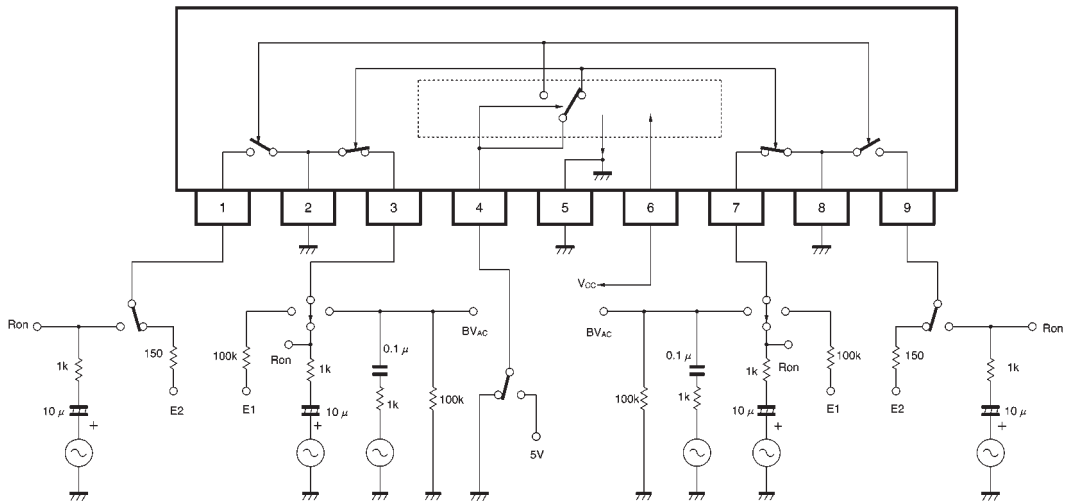 1 2 3 4 5 6 7 8 9
VCC
Ron 1k 10 μ + 150 E2
100k E1 Ron 1k 10 μ +
0.1 μ 1k 100k BVAC
5V
BVAC 100k 0.1 μ 1k
1k 10 μ + Ron 100k E1
150 E2 1k 10 μ + Ron